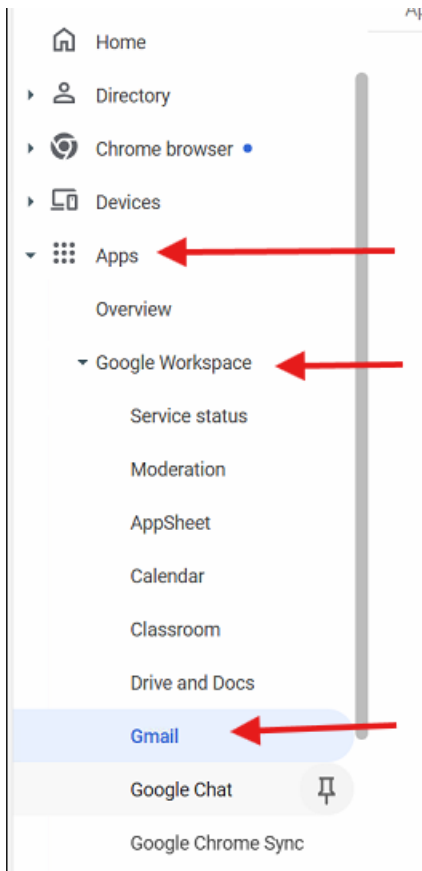 Home
Directory
Chrome browser
Devices
Apps
Overview
Google Workspace
Service status
Moderation
AppSheet
Calendar
Classroom
Drive and Docs
Gmail
Google Chat
Google Chrome Sync